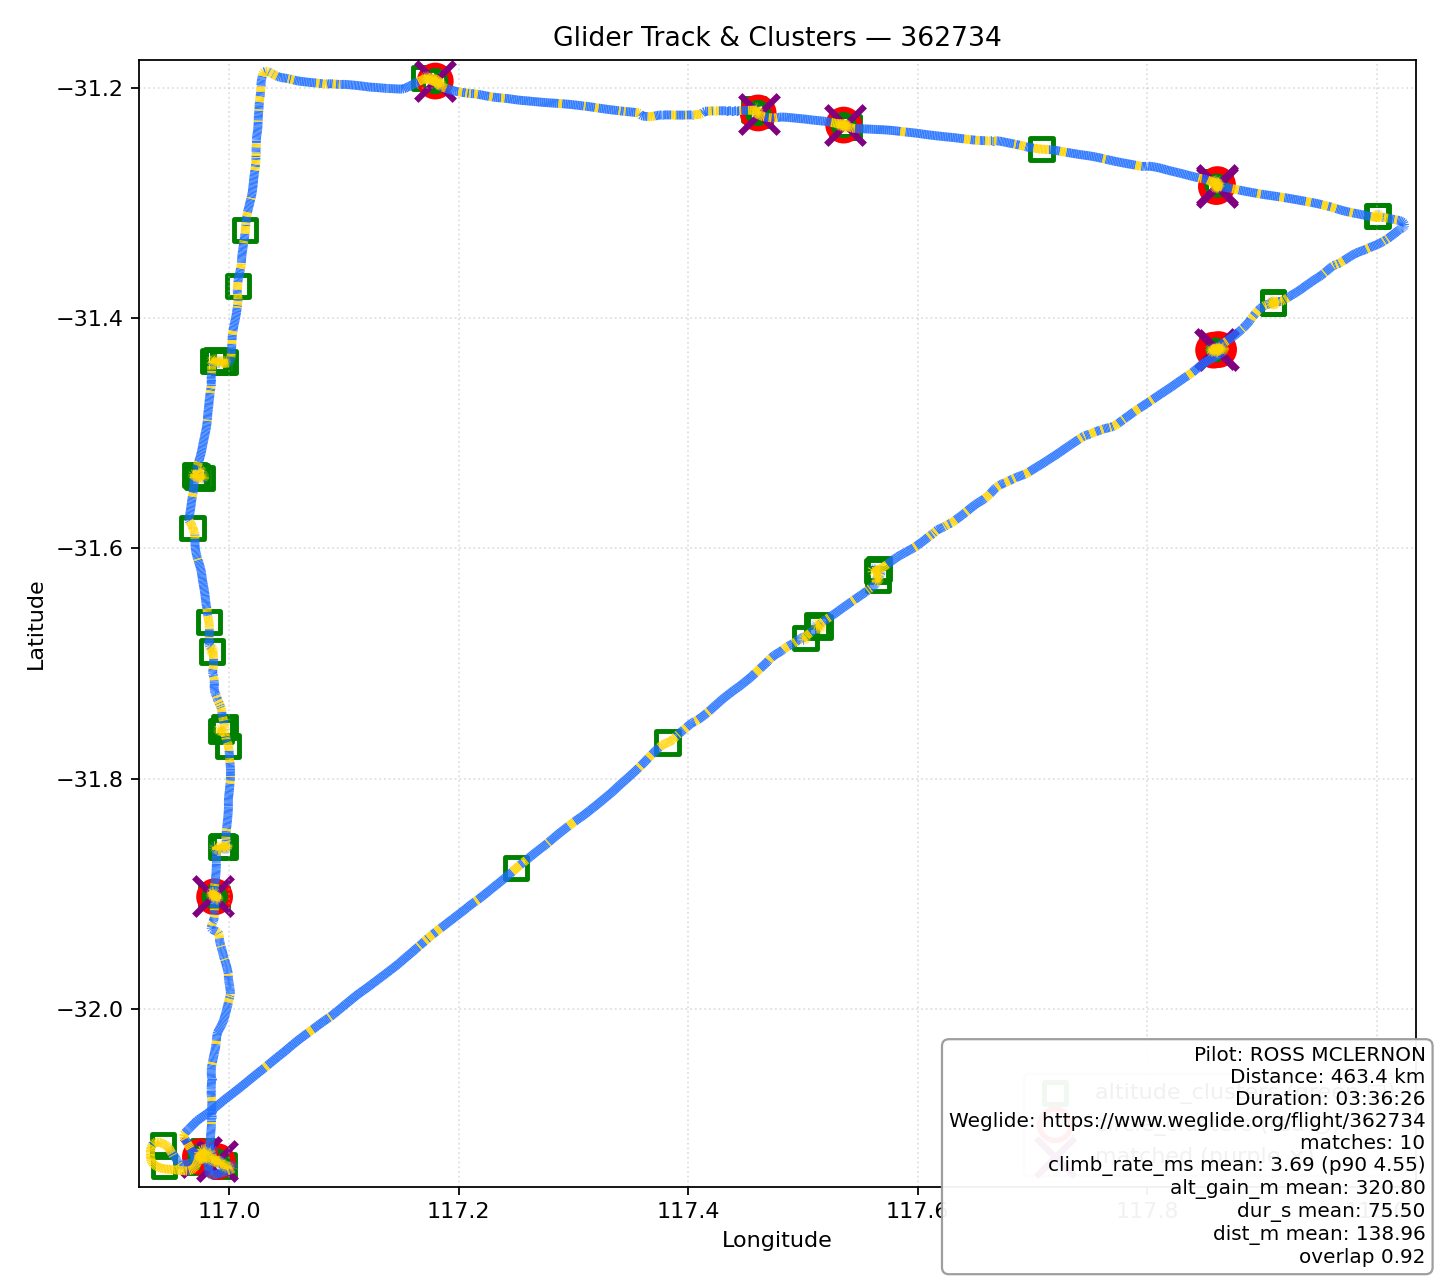 Glider Track & Clusters — 362734
−31.2
−31.4
−31.6
−31.8
−32.0
Latitude
117.0
117.2
117.4
117.6
117.8
Longitude
altitude_clus
matched (purple
Pilot: ROSS MCLERNON
Distance: 463.4 km
Duration: 03:36:26
Weglide: https://www.weglide.org/flight/362734
matches: 10
climb_rate_ms mean: 3.69 (p90 4.55)
alt_gain_m mean: 320.80
dur_s mean: 75.50
dist_m mean: 138.96
overlap 0.92